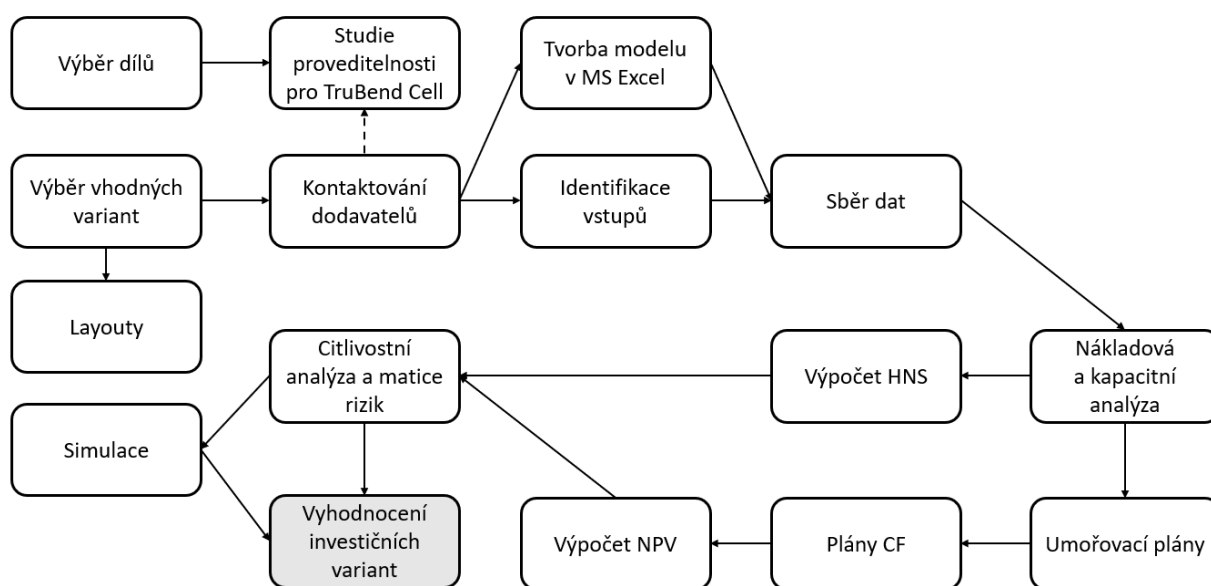 Výběr dílů
Studie
proveditelnosti
pro TruBend Cell
Tvorba modelu
v MS Excel
Výběr vhodných
variant
Kontaktování
dodavatelů
Identifikace
vstupů
Sběr dat
Layouty
Citlivostní
analýza a matice
rizik
Výpočet HNS
Nákladová
a kapacitní
analýza
Simulace
Vyhodnocení
investičních
variant
Výpočet NPV
Plány CF
Umořovací plány